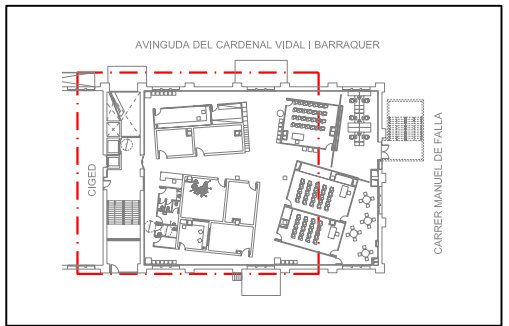 AVINGUDA DEL CARDENAL VIDAL I BARRAQUER
CIGED
CARRER MANUEL DE FALLA